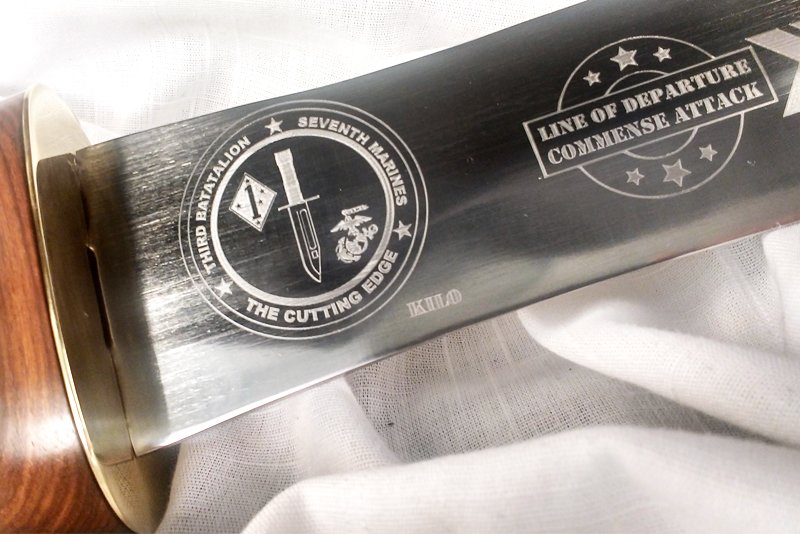 THIRD BATATALION
SEVENTH MARINES
THE CUTTING EDGE
KILO
LINE OF DEPARTURE
COMMENSE ATTACK